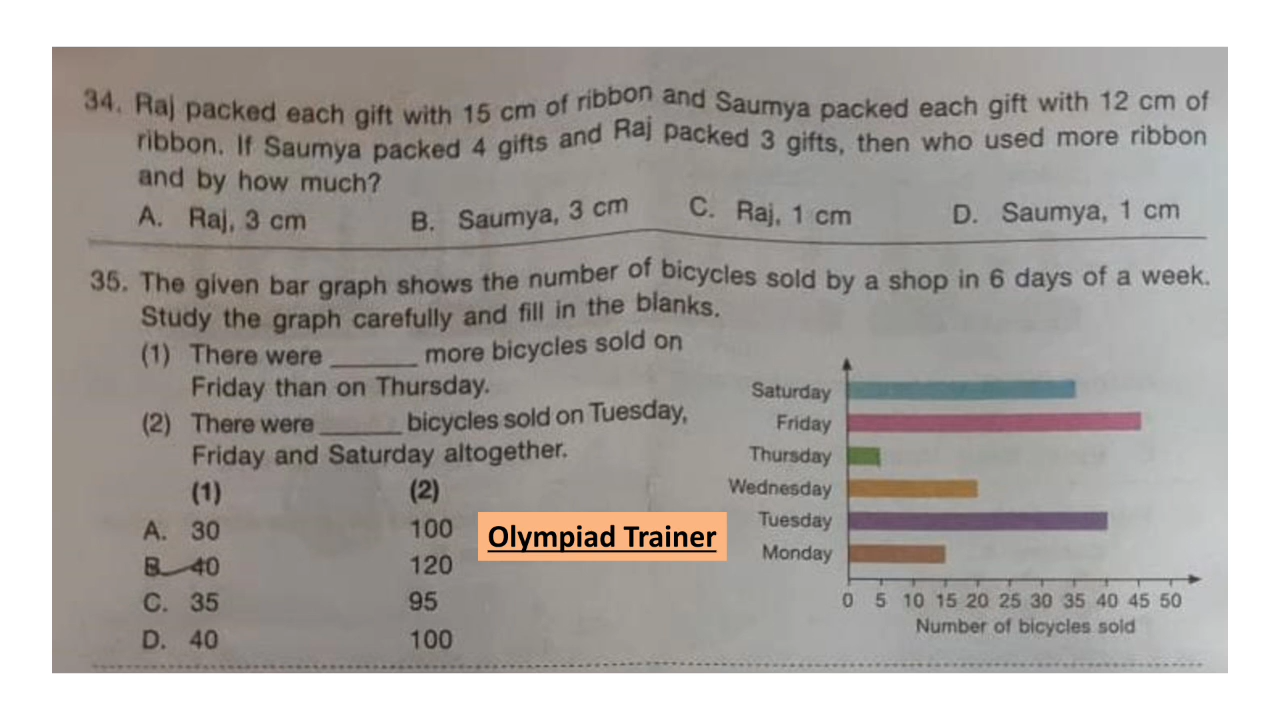 34. Raj packed each gift with 15 cm of ribbon and Saumya packed each gift with 12 cm of
ribbon. If Saumya packed 4 gifts and Raj packed 3 gifts, then who used more ribbon
and by how much?
A. Raj, 3 cm B. Saumya, 3 cm C. Raj, 1 cm D. Saumya, 1 cm
35. The given bar graph shows the number of bicycles sold by a shop in 6 days of a week.
Study the graph carefully and fill in the blanks.
(1) There were ______ more bicycles sold on
Friday than on Thursday.
(2) There were ______ bicycles sold on Tuesday,
Friday and Saturday altogether.
(1) (2)
A. 30 100
B. 40 120
C. 35 95
D. 40 100
Olympiad Trainer
Saturday
Friday
Thursday
Wednesday
Tuesday
Monday
0 5 10 15 20 25 30 35 40 45 50
Number of bicycles sold